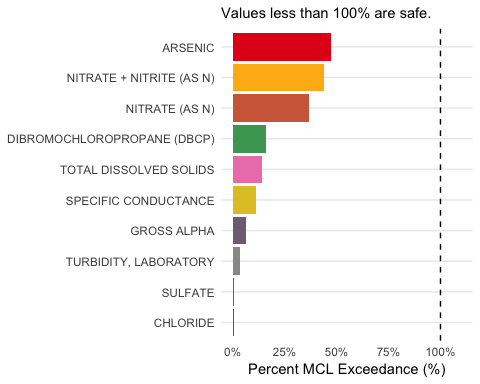 Values less than 100% are safe.
ARSENIC
NITRATE + NITRITE (AS N)
NITRATE (AS N)
DIBROMOCHLOROPROPANE (DBCP)
TOTAL DISSOLVED SOLIDS
SPECIFIC CONDUCTANCE
GROSS ALPHA
TURBIDITY, LABORATORY
SULFATE
CHLORIDE
0% 25% 50% 75% 100%
Percent MCL Exceedance (%)